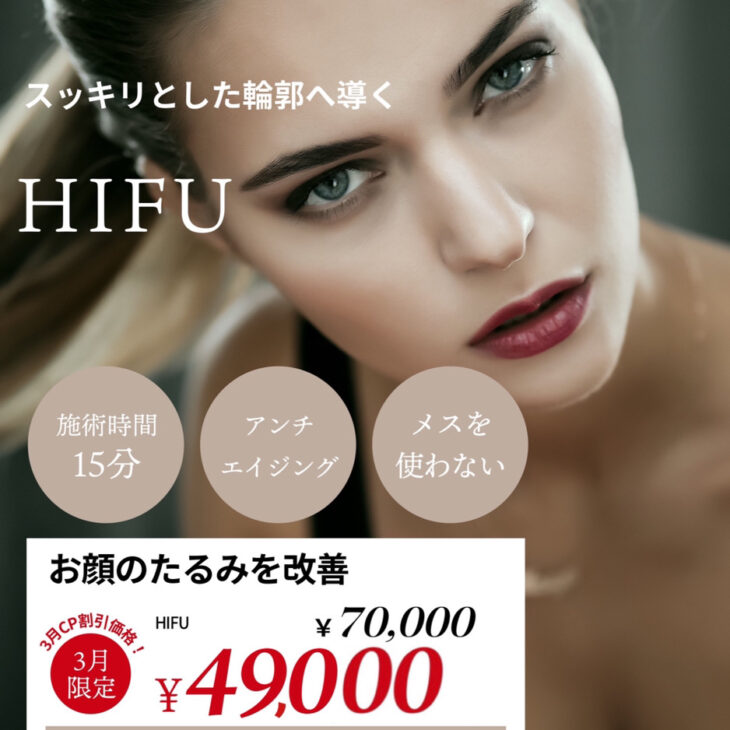 スッキリとした輪郭へ導く
HIFU
施術時間
15分
アンチ
エイジング
メスを
使わない
お顔のたるみを改善
3月CP割引価格！
3月
限定
HIFU
￥70,000
￥49,000